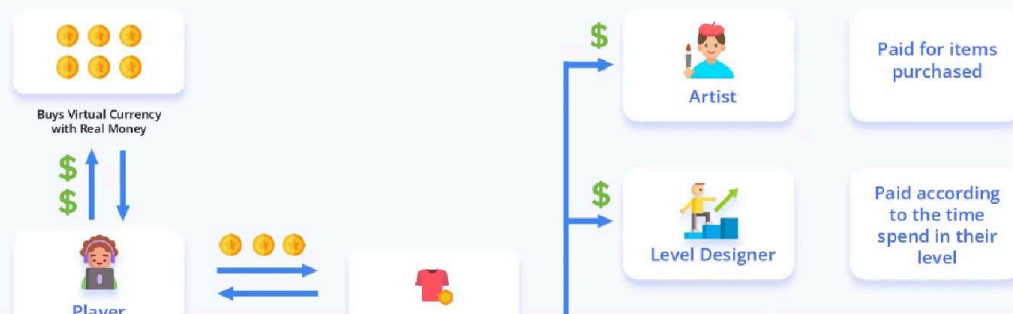 Buys Virtual Currency
with Real Money
$
$
Player
$
Artist
Paid for items
purchased
$
Level Designer
Paid according
to the time
spend in their
level